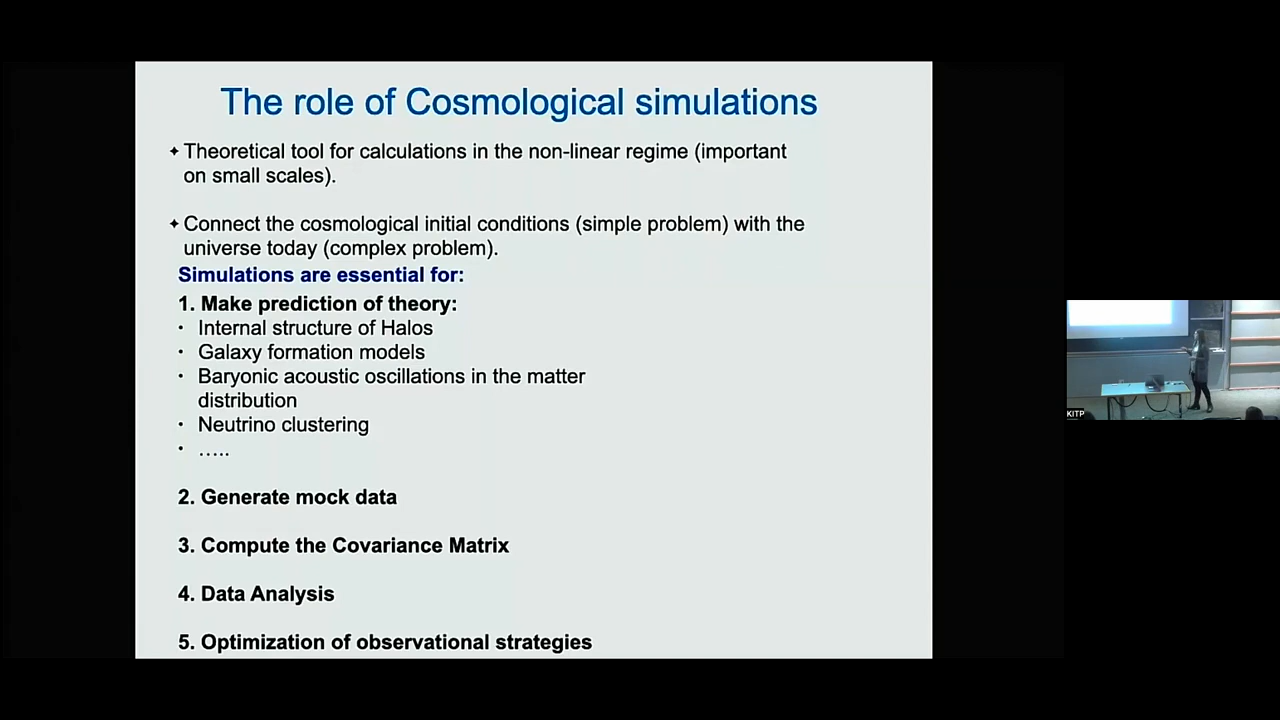 The role of Cosmological simulations
✦ Theoretical tool for calculations in the non-linear regime (important
on small scales).
✦ Connect the cosmological initial conditions (simple problem) with the
universe today (complex problem).
Simulations are essential for:
1. Make prediction of theory:
• Internal structure of Halos
• Galaxy formation models
• Baryonic acoustic oscillations in the matter
distribution
• Neutrino clustering
• …..
2. Generate mock data
3. Compute the Covariance Matrix
4. Data Analysis
5. Optimization of observational strategies
KITP